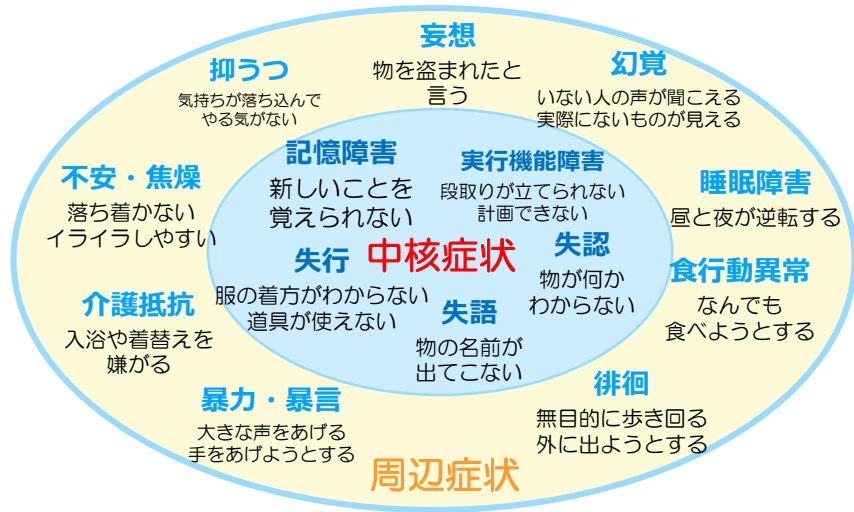 妄想
物を盗まれたと
言う
抑うつ
気持ちが落ち込んで
やる気がない
幻覚
いない人の声が聞こえる
実際にないものが見える
記憶障害
新しいことを
覚えられない
実行機能障害
段取りが立てられない
計画できない
不安・焦燥
落ち着かない
イライラしやすい
睡眠障害
昼と夜が逆転する
中核症状
失行
服の着方がわからない
道具が使えない
失認
物が何か
わからない
失語
物の名前が
出てこない
食行動異常
なんでも
食べようとする
介護抵抗
入浴や着替えを
嫌がる
徘徊
無目的に歩き回る
外に出ようとする
暴力・暴言
大きな声をあげる
手をあげようとする
周辺症状